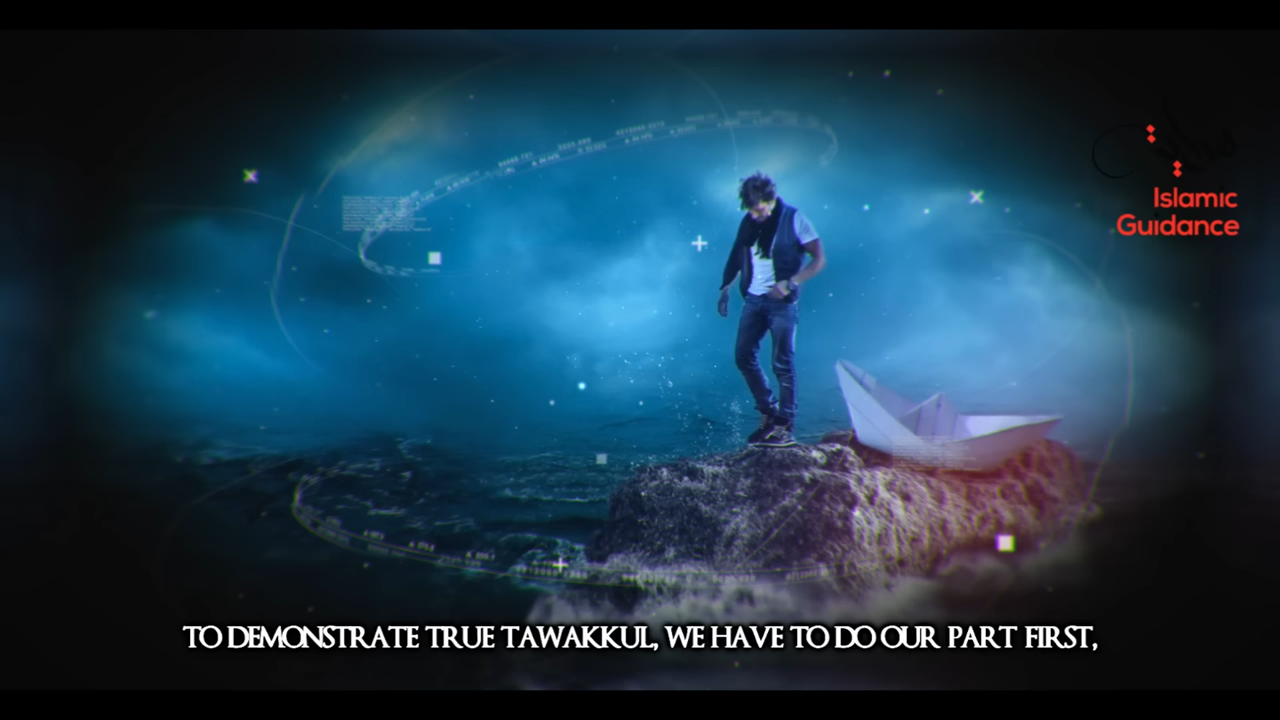 Islamic
Guidance
TO DEMONSTRATE TRUE TAWAKKUL, WE HAVE TO DO OUR PART FIRST,